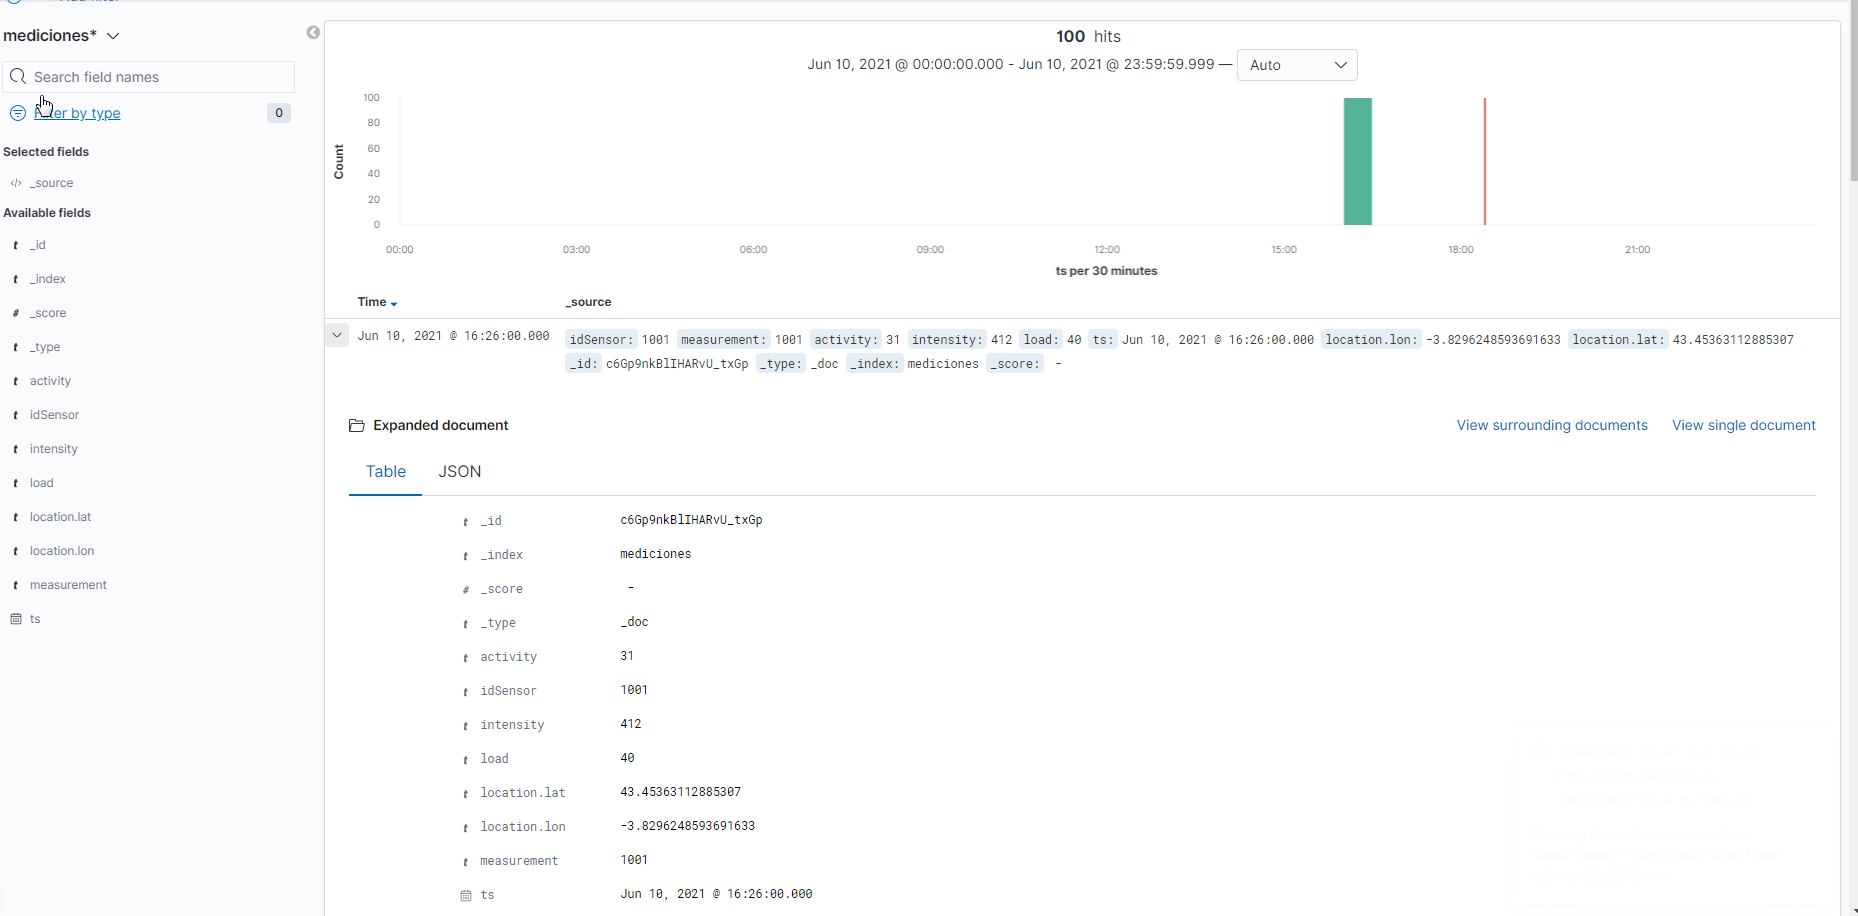 mediciones*
Search field names
Filter by type 0
Selected fields
</> _source
Available fields
t _id
t _index
# _score
t _type
t activity
t idSensor
t intensity
t load
t location.lat
t location.lon
t measurement
ts
100 hits
Jun 10, 2021 @ 00:00:00.000 - Jun 10, 2021 @ 23:59:59.999 — Auto
Count
100
80
60
40
20
0
00:00 03:00 06:00 09:00 12:00 15:00 18:00 21:00
ts per 30 minutes
Time _source
Jun 10, 2021 @ 16:26:00.000 idSensor: 1001 measurement: 1001 activity: 31 intensity: 412 load: 40 ts: Jun 10, 2021 @ 16:26:00.000 location.lon: -3.8296248593691633 location.lat: 43.45363112885307
_id: c6Gp9nkBlIHARvU_txGp _type: _doc _index: mediciones _score: -
Expanded document View surrounding documents View single document
Table JSON
t _id c6Gp9nkBlIHARvU_txGp
t _index mediciones
# _score -
t _type _doc
t activity 31
t idSensor 1001
t intensity 412
t load 40
t location.lat 43.45363112885307
t location.lon -3.8296248593691633
t measurement 1001
ts Jun 10, 2021 @ 16:26:00.000